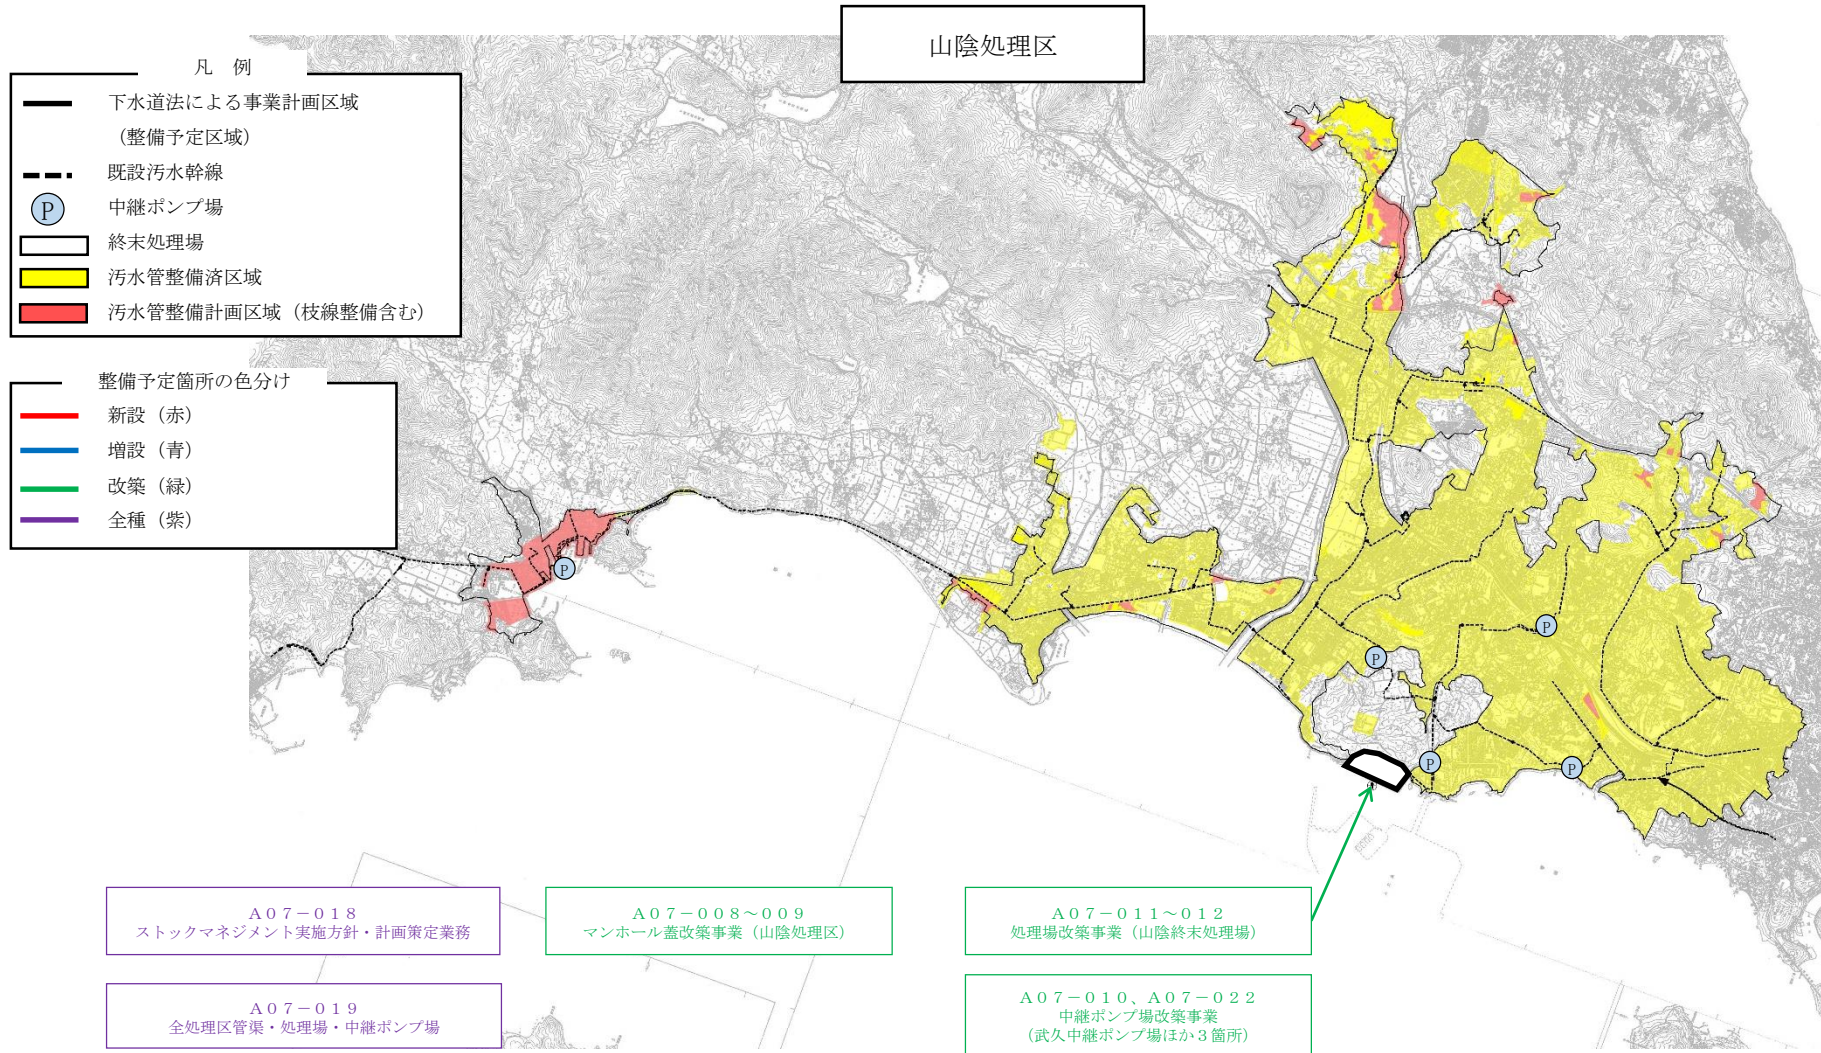 山陰処理区
凡　例
下水道法による事業計画区域
（整備予定区域）
既設汚水幹線
P
中継ポンプ場
終末処理場
汚水管整備済区域
汚水管整備計画区域（枝線整備含む）
整備予定箇所の色分け
新設（赤）
増設（青）
改築（緑）
全種（紫）
P
P
P
P
P
Ａ０７－０１８
ストックマネジメント実施方針・計画策定業務
Ａ０７－００８～００９
マンホール蓋改築事業（山陰処理区）
Ａ０７－０１１～０１２
処理場改築事業（山陰終末処理場）
Ａ０７－０１９
全処理区管渠・処理場・中継ポンプ場
Ａ０７－０１０、Ａ０７－０２２
中継ポンプ場改築事業
（武久中継ポンプ場ほか３箇所）